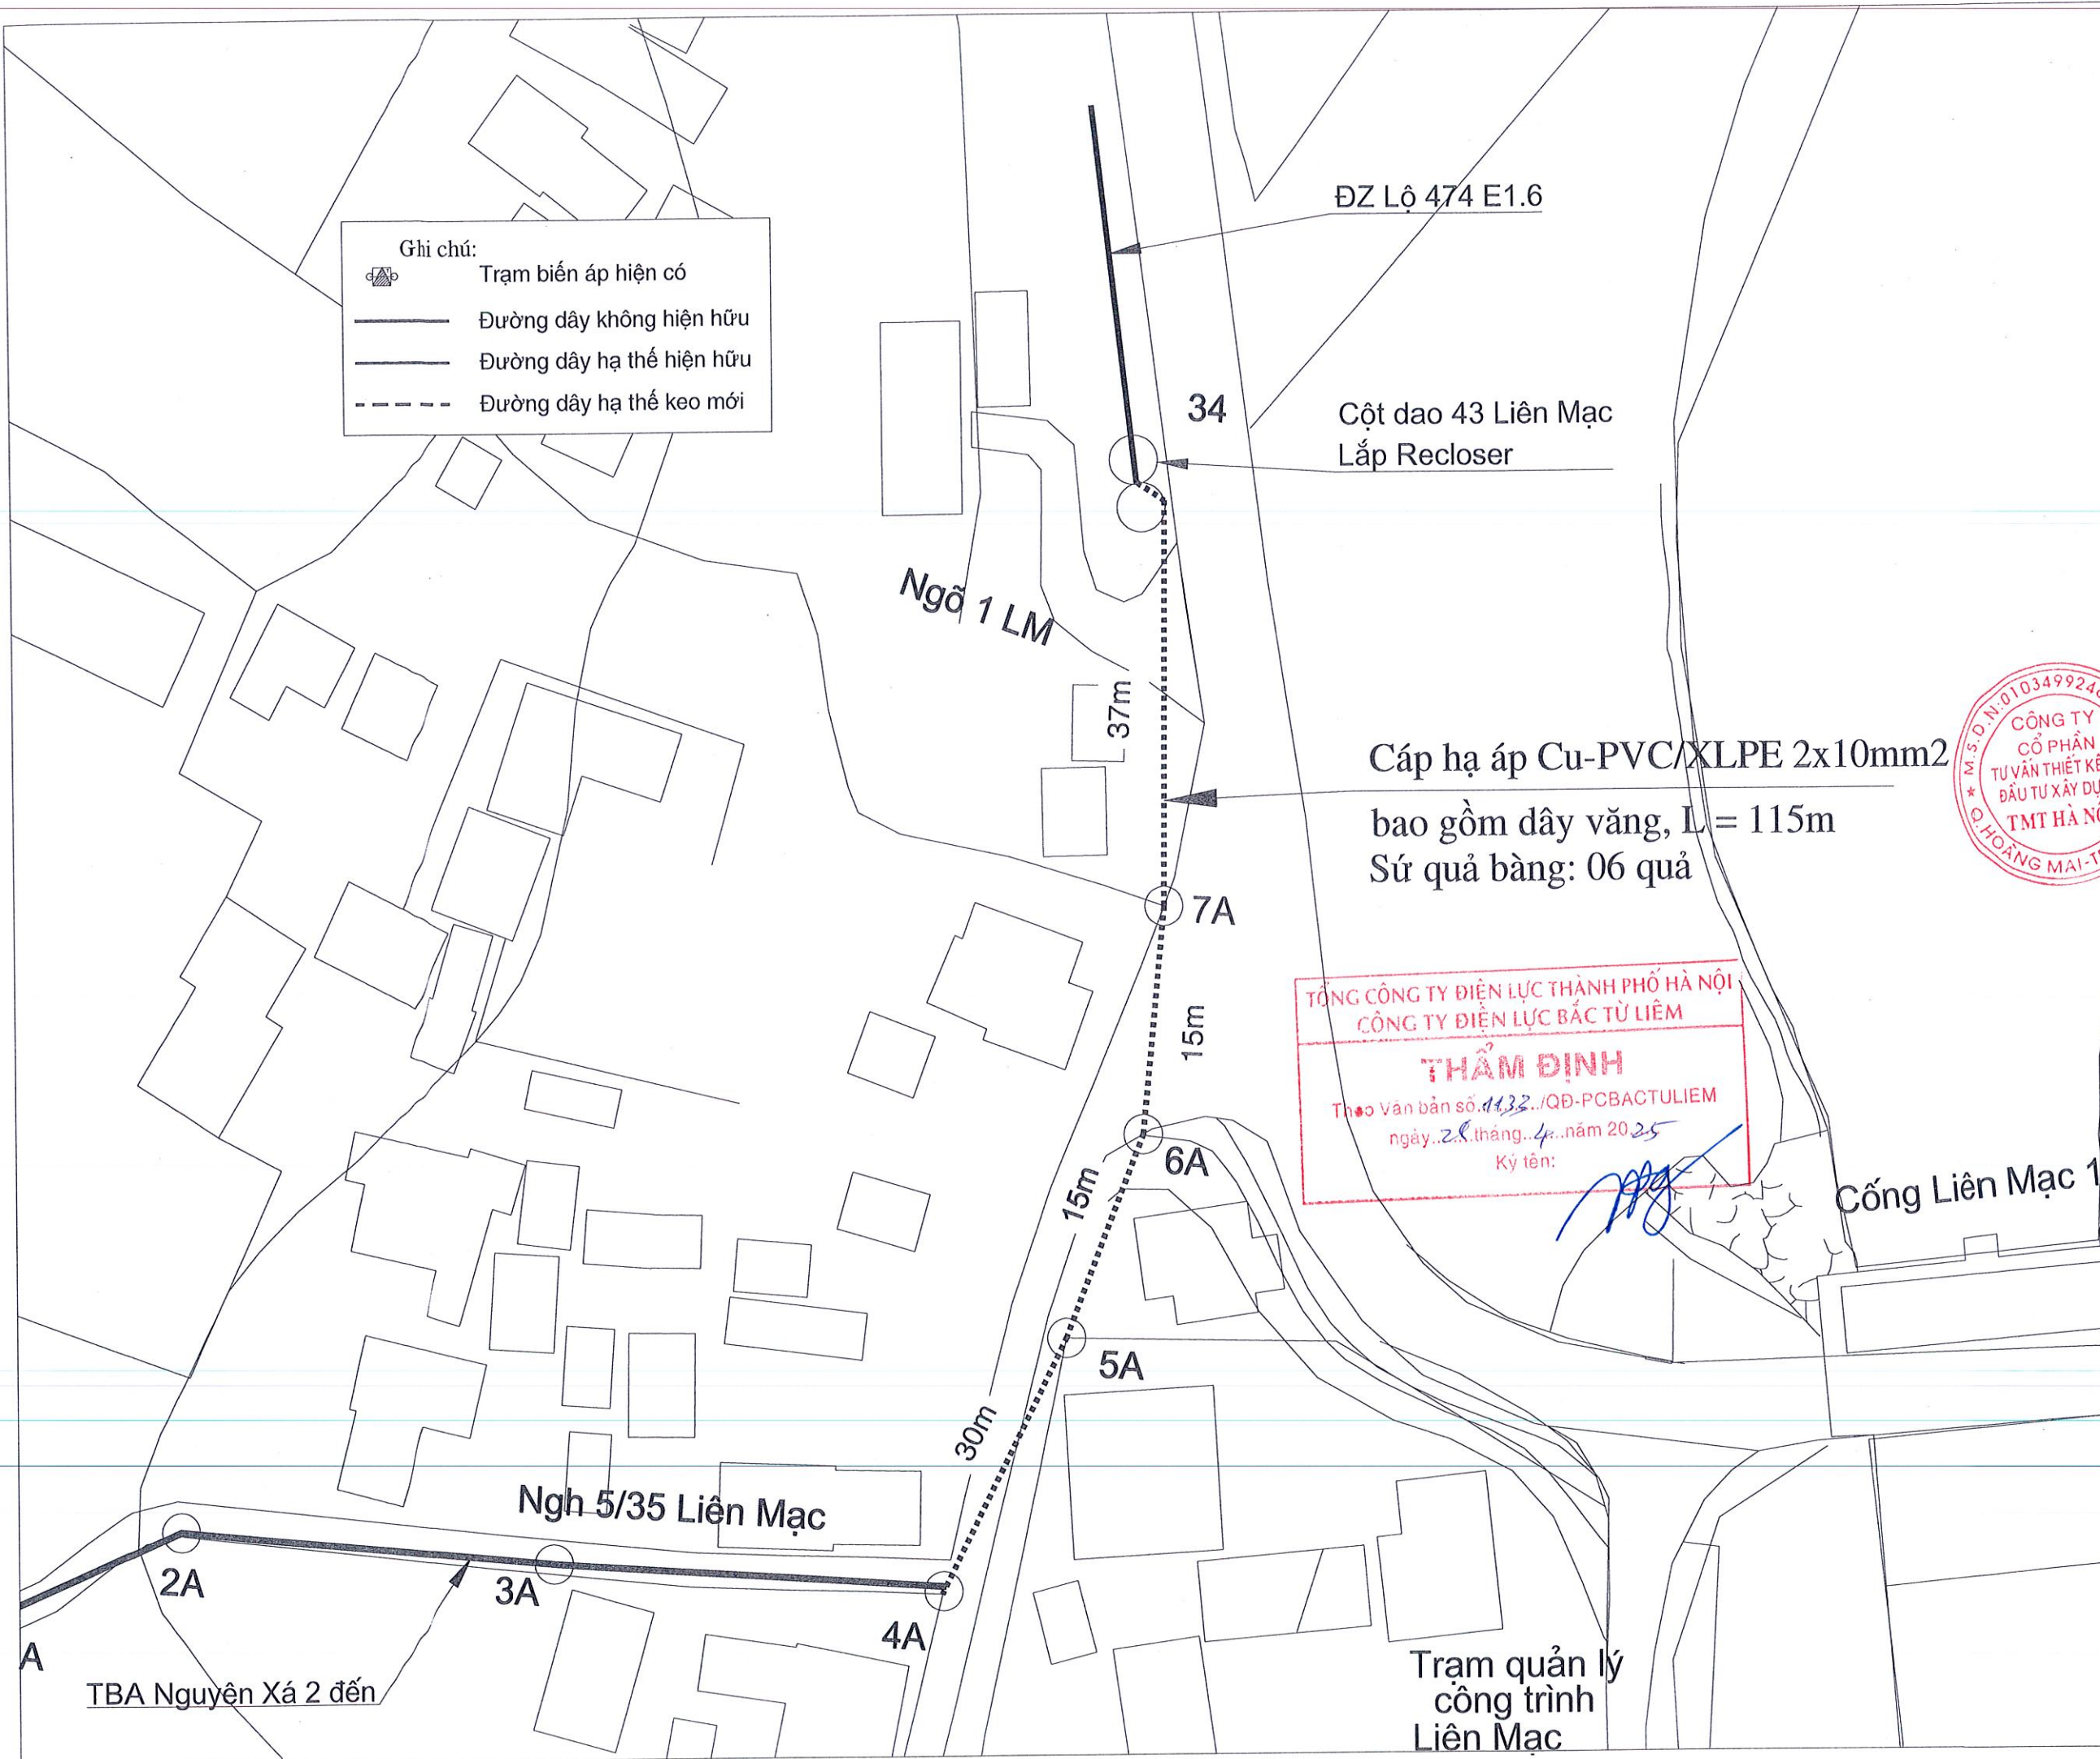 ĐZ Lộ 474 E1.6
Ghi chú:
Trạm biến áp hiện có
Đường dây không hiện hữu
Đường dây hạ thế hiện hữu
Đường dây hạ thế keo mới
34
Cột dao 43 Liên Mạc
Lắp Recloser
Ngõ 1 LM
37m
Cáp hạ áp Cu-PVC/XLPE 2x10mm2
bao gồm dây văng, L = 115m
Sứ quả bàng: 06 quả
M.S.D.N:010349924
CÔNG TY
CỔ PHẦN
TƯ VẤN THIẾT KẾ
ĐẦU TƯ XÂY DỰ
TMT HÀ NỘ
Q.HOÀNG MAI-T
7A
15m
TỔNG CÔNG TY ĐIỆN LỰC THÀNH PHỐ HÀ NỘI
CÔNG TY ĐIỆN LỰC BẮC TỪ LIÊM
THẨM ĐỊNH
Theo Văn bản số 1132 /QĐ-PCBACTULIEM
ngày tháng 4 năm 2025
Ký tên:
6A
15m
Cống Liên Mạc 1
5A
30m
Ngh 5/35 Liên Mạc
2A
3A
4A
A
TBA Nguyên Xá 2 đến
Trạm quản lý
công trình
Liên Mạc